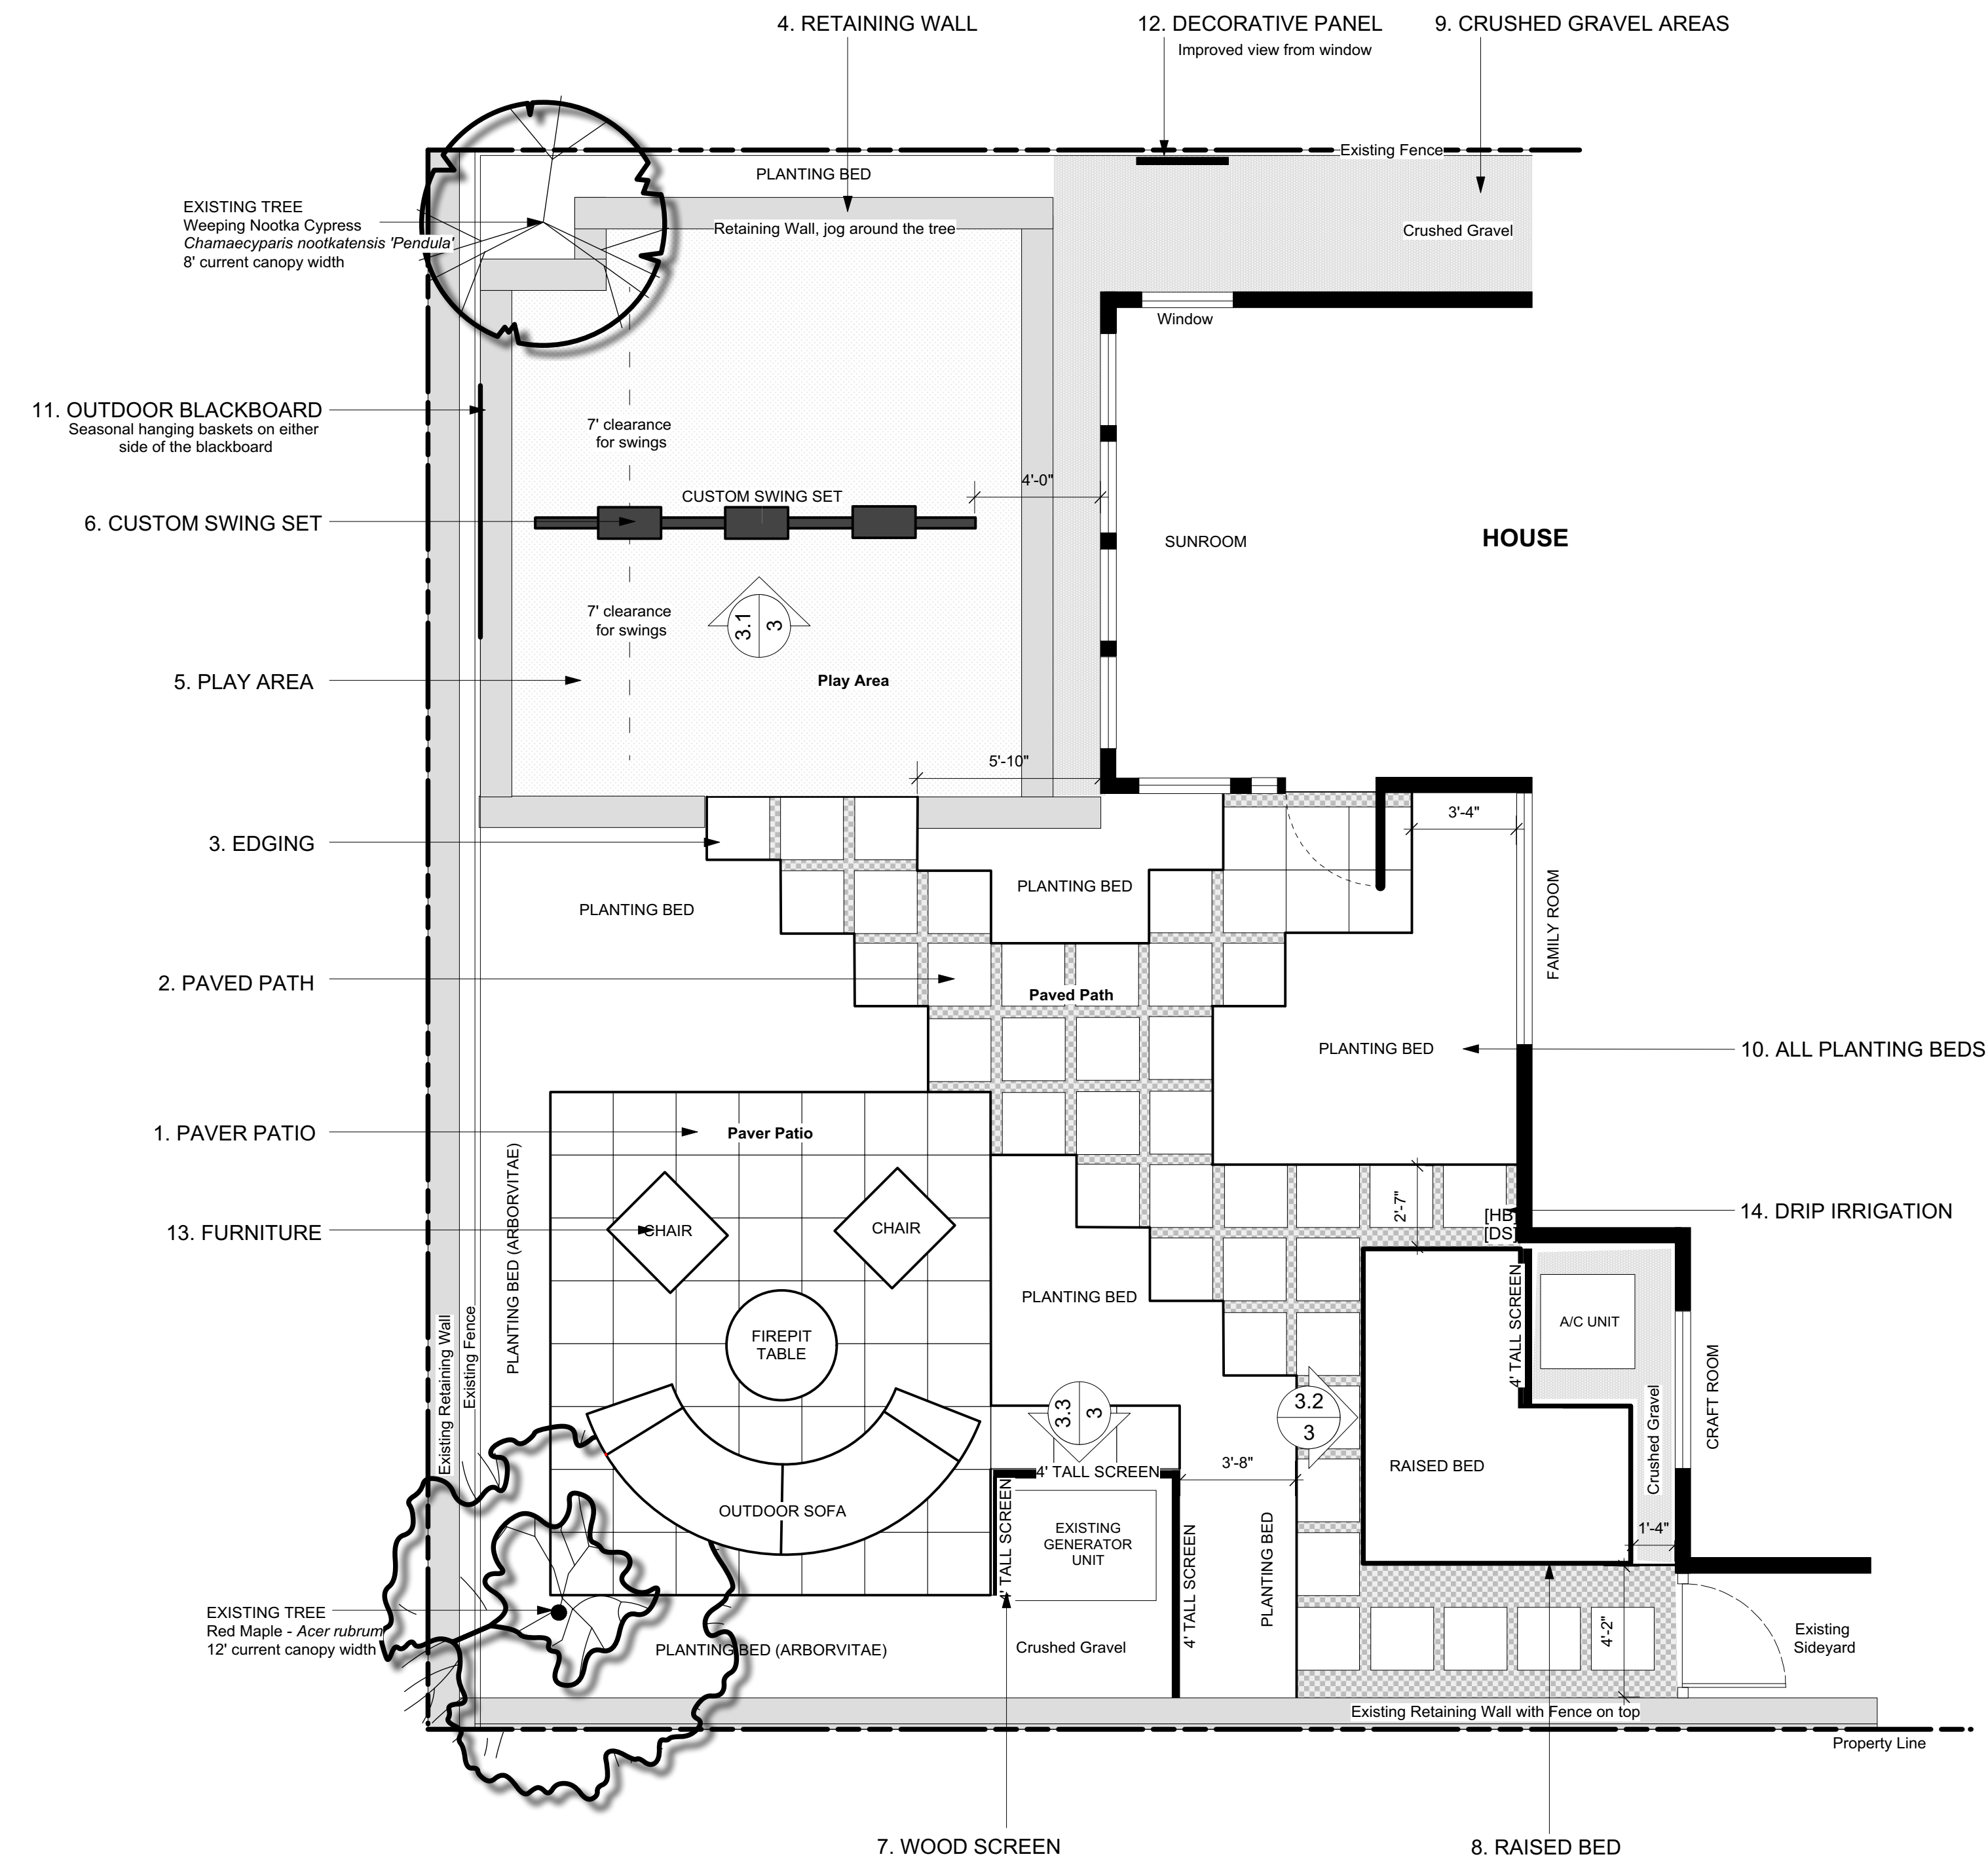 4. RETAINING WALL
12. DECORATIVE PANEL
Improved view from window
9. CRUSHED GRAVEL AREAS
Existing Fence
PLANTING BED
EXISTING TREE
Weeping Nootka Cypress
Chamaecyparis nootkatensis 'Pendula'
8' current canopy width
Retaining Wall, jog around the tree
Crushed Gravel
Window
11. OUTDOOR BLACKBOARD
Seasonal hanging baskets on either
side of the blackboard
7' clearance
for swings
4'-0"
CUSTOM SWING SET
6. CUSTOM SWING SET
SUNROOM
HOUSE
7' clearance
for swings
3.1
3
5. PLAY AREA
Play Area
5'-10"
3'-4"
3. EDGING
PLANTING BED
PLANTING BED
FAMILY ROOM
2. PAVED PATH
Paved Path
PLANTING BED
10. ALL PLANTING BEDS
1. PAVER PATIO
Paver Patio
PLANTING BED (ARBORVITAE)
13. FURNITURE
CHAIR
CHAIR
2'-7"
[HB]
[DS]
14. DRIP IRRIGATION
PLANTING BED
4' TALL SCREEN
A/C UNIT
FIREPIT
TABLE
Existing Retaining Wall
Existing Fence
CRAFT ROOM
Crushed Gravel
3.3
3
3.2
3
4' TALL SCREEN
3'-8"
RAISED BED
OUTDOOR SOFA
4' TALL SCREEN
EXISTING
GENERATOR
UNIT
4' TALL SCREEN
PLANTING BED
1'-4"
EXISTING TREE
Red Maple - Acer rubrum
12' current canopy width
PLANTING BED (ARBORVITAE)
Crushed Gravel
4'-2"
Existing
Sideyard
Existing Retaining Wall with Fence on top
Property Line
7. WOOD SCREEN
8. RAISED BED